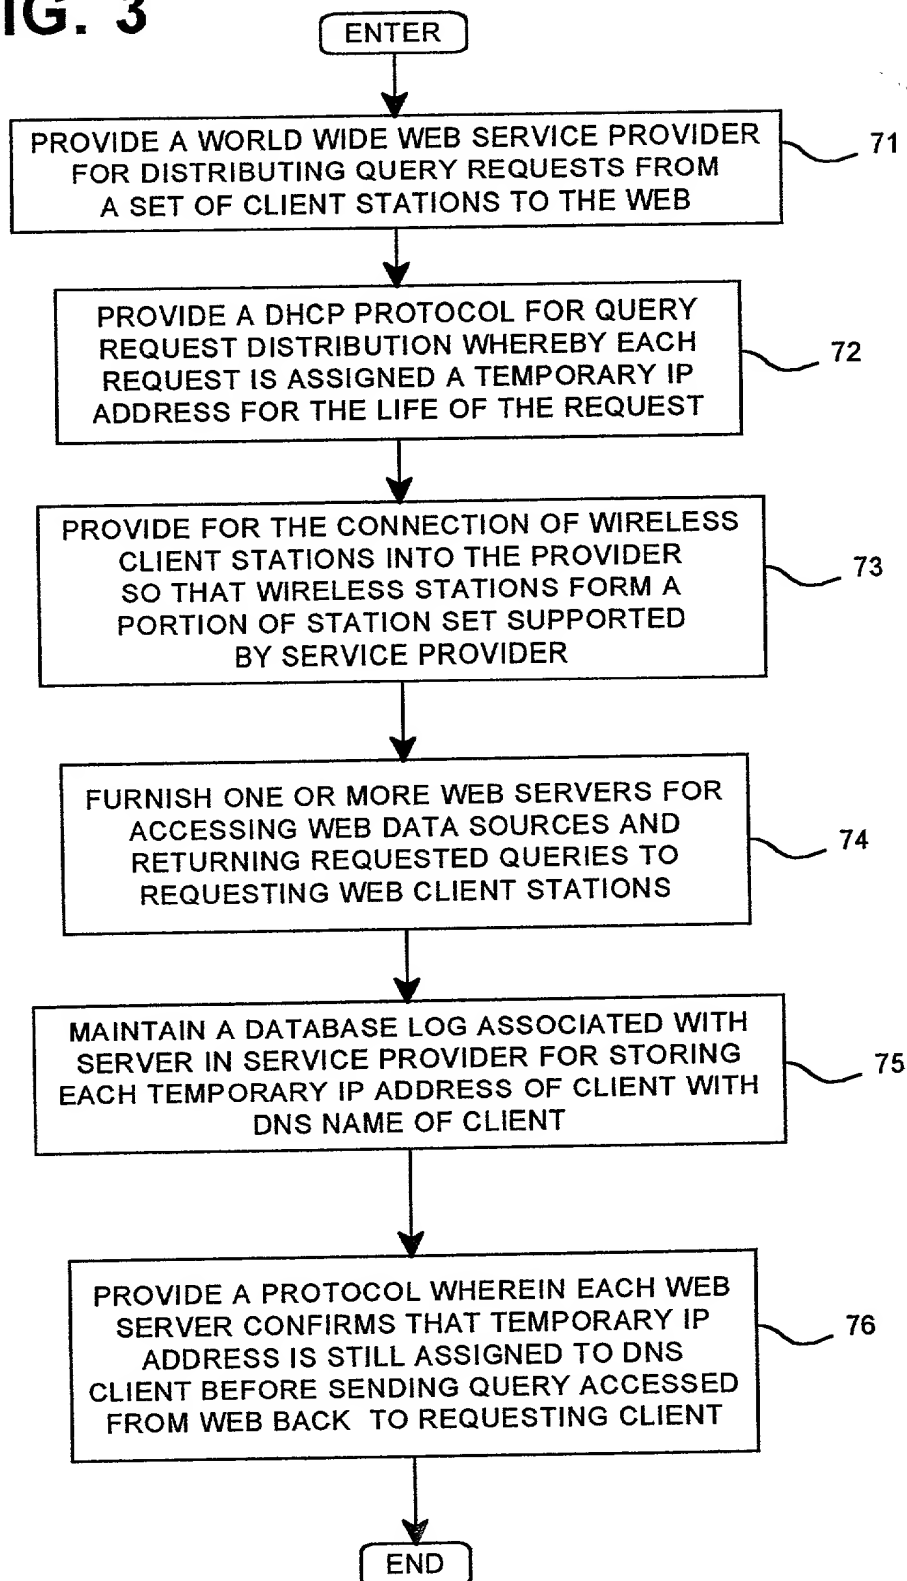 IG. 3
ENTER
PROVIDE A WORLD WIDE WEB SERVICE PROVIDER
FOR DISTRIBUTING QUERY REQUESTS FROM
A SET OF CLIENT STATIONS TO THE WEB
71
PROVIDE A DHCP PROTOCOL FOR QUERY
REQUEST DISTRIBUTION WHEREBY EACH
REQUEST IS ASSIGNED A TEMPORARY IP
ADDRESS FOR THE LIFE OF THE REQUEST
72
PROVIDE FOR THE CONNECTION OF WIRELESS
CLIENT STATIONS INTO THE PROVIDER
SO THAT WIRELESS STATIONS FORM A
PORTION OF STATION SET SUPPORTED
BY SERVICE PROVIDER
73
FURNISH ONE OR MORE WEB SERVERS FOR
ACCESSING WEB DATA SOURCES AND
RETURNING REQUESTED QUERIES TO
REQUESTING WEB CLIENT STATIONS
74
MAINTAIN A DATABASE LOG ASSOCIATED WITH
SERVER IN SERVICE PROVIDER FOR STORING
EACH TEMPORARY IP ADDRESS OF CLIENT WITH
DNS NAME OF CLIENT
75
PROVIDE A PROTOCOL WHEREIN EACH WEB
SERVER CONFIRMS THAT TEMPORARY IP
ADDRESS IS STILL ASSIGNED TO DNS
CLIENT BEFORE SENDING QUERY ACCESSED
FROM WEB BACK TO REQUESTING CLIENT
76
END